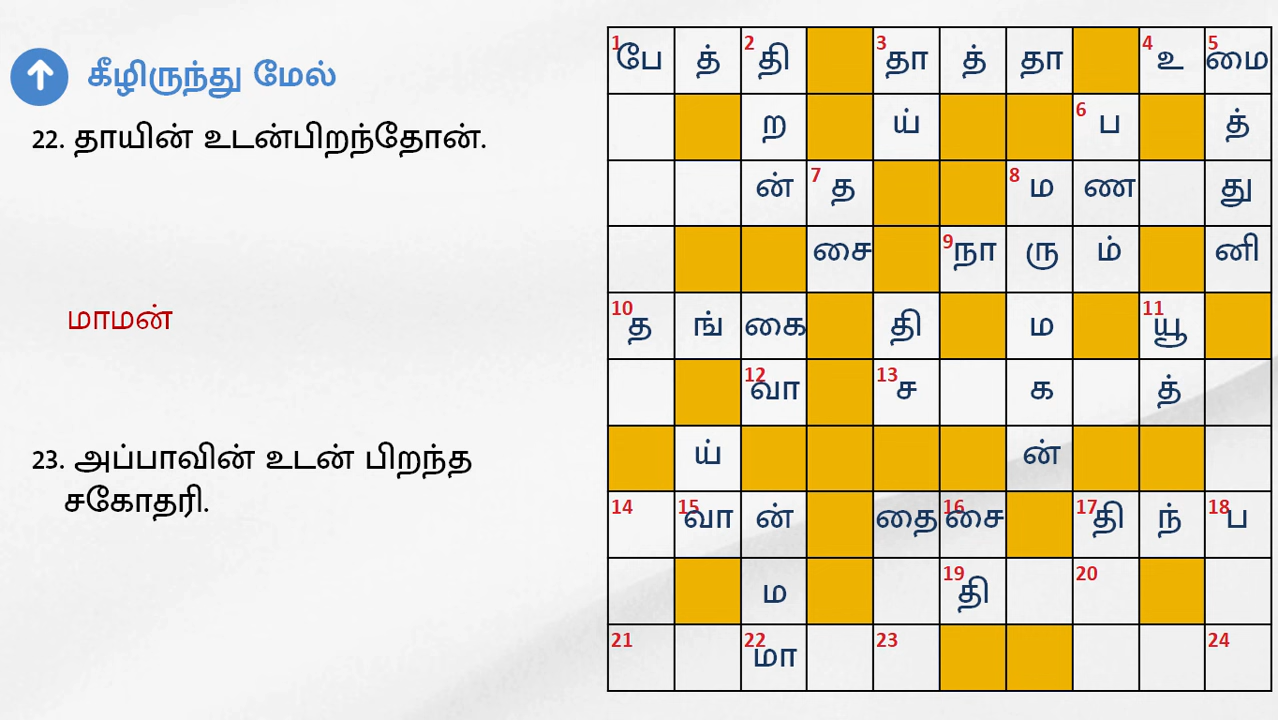 கீழிருந்து மேல்
22. தாயின் உடன்பிறந்தோன்.
மாமன்
23. அப்பாவின் உடன் பிறந்த
சகோதரி.
1 பே த் 2 தி 3 தா த் தா 4 உ 5 மை
ற ய் 6 ப த்
ன் 7 த 8 ம ண து
சை 9 நா ரு ம் னி
10 த ங் கை தி ம 11 யூ
12 வா 13 ச க த்
ய் ன்
14 15 வா ன் தை 16 சை 17 தி ந் 18 ப
ம 19 தி 20
21 22 மா 23 24